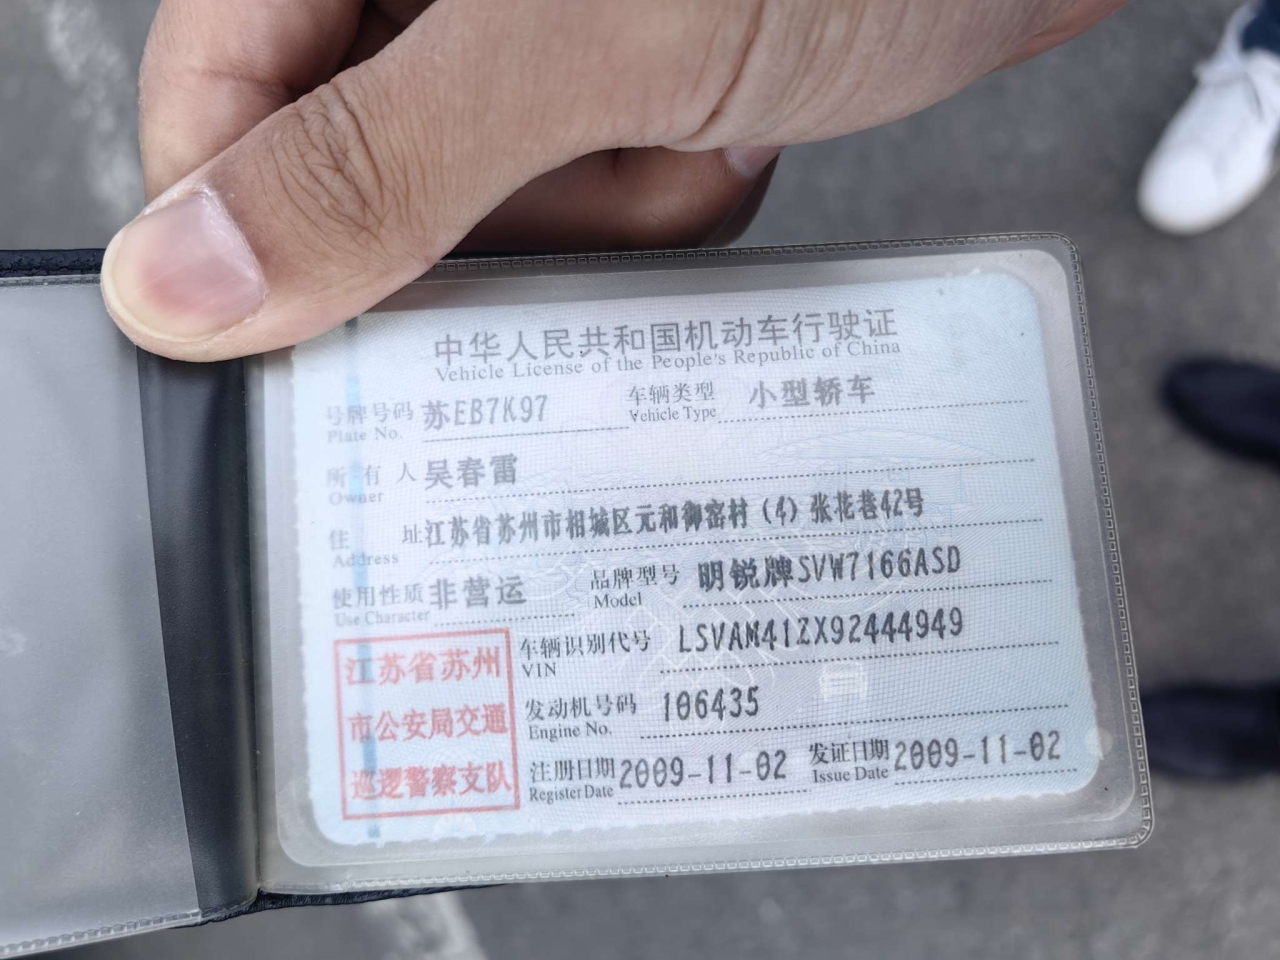 中华人民共和国机动车行驶证
Vehicle License of the People's Republic of China
号牌号码 苏EB7K97 车辆类型 小型轿车
Plate No. Vehicle Type
所有人 吴春雷
Owner
住址 江苏省苏州市相城区元和御窑村(4)张花巷42号
Address
使用性质 非营运 品牌型号 明锐牌SVW7166ASD
Use Character Model
江苏省苏州
市公安局交通
巡逻警察支队
车辆识别代号 LSVAM41ZX92444949
VIN
发动机号码 106435
Engine No.
注册日期 2009-11-02 发证日期 2009-11-02
Register Date Issue Date